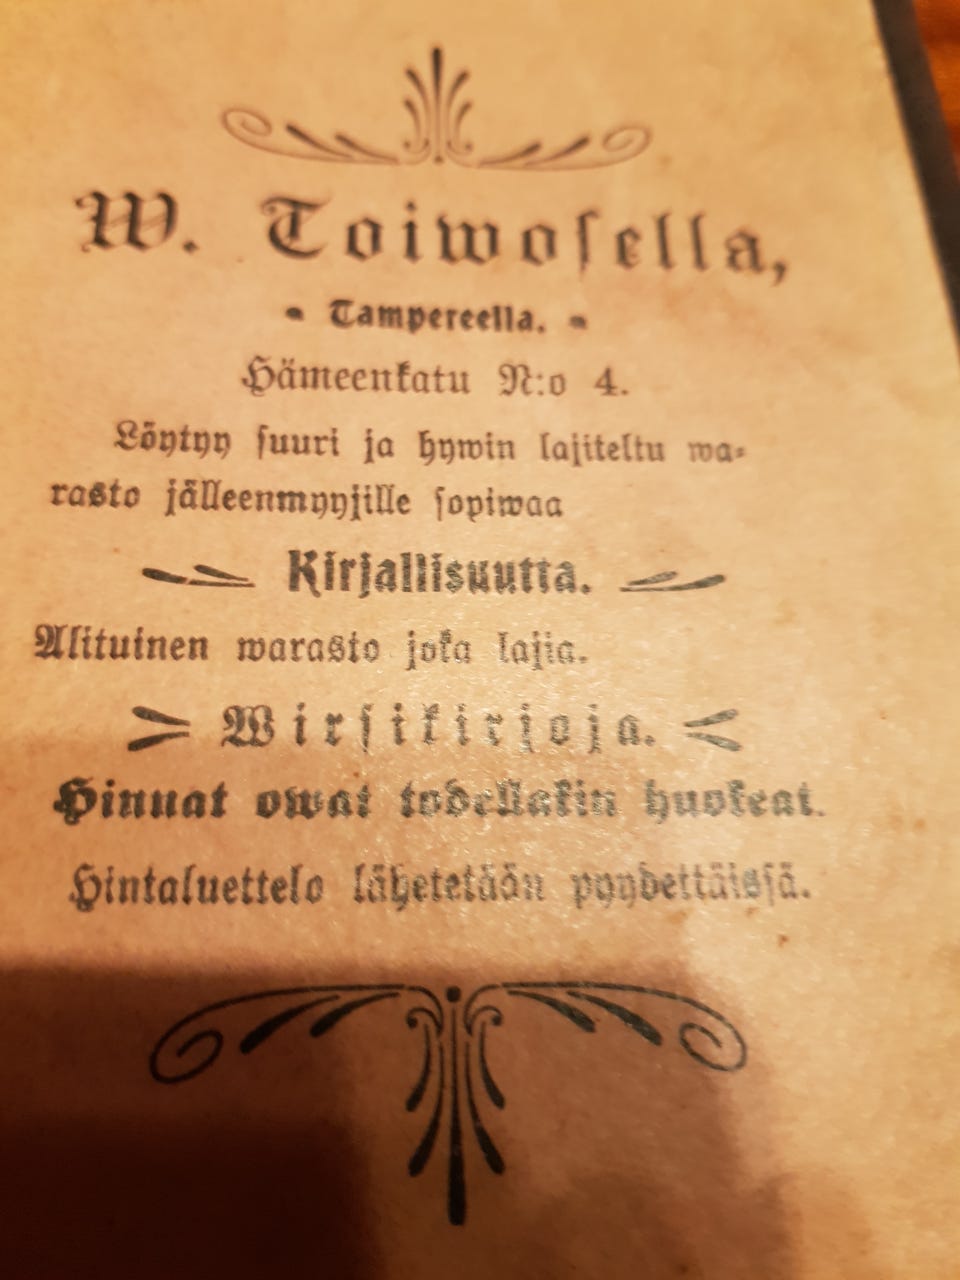 W. Toiwosella,
Tampereella.
Hämeenkatu N:o 4.
Löytyy suuri ja hywin lajiteltu wa-
rasto jälleenmyyjille sopiwaa
Kirjallisuutta.
Alituinen warasto joka lajia.
Wirsikirjoja.
Hinnat owat todellakin huokeat.
Hintaluettelo lähetetään pyydettäissä.